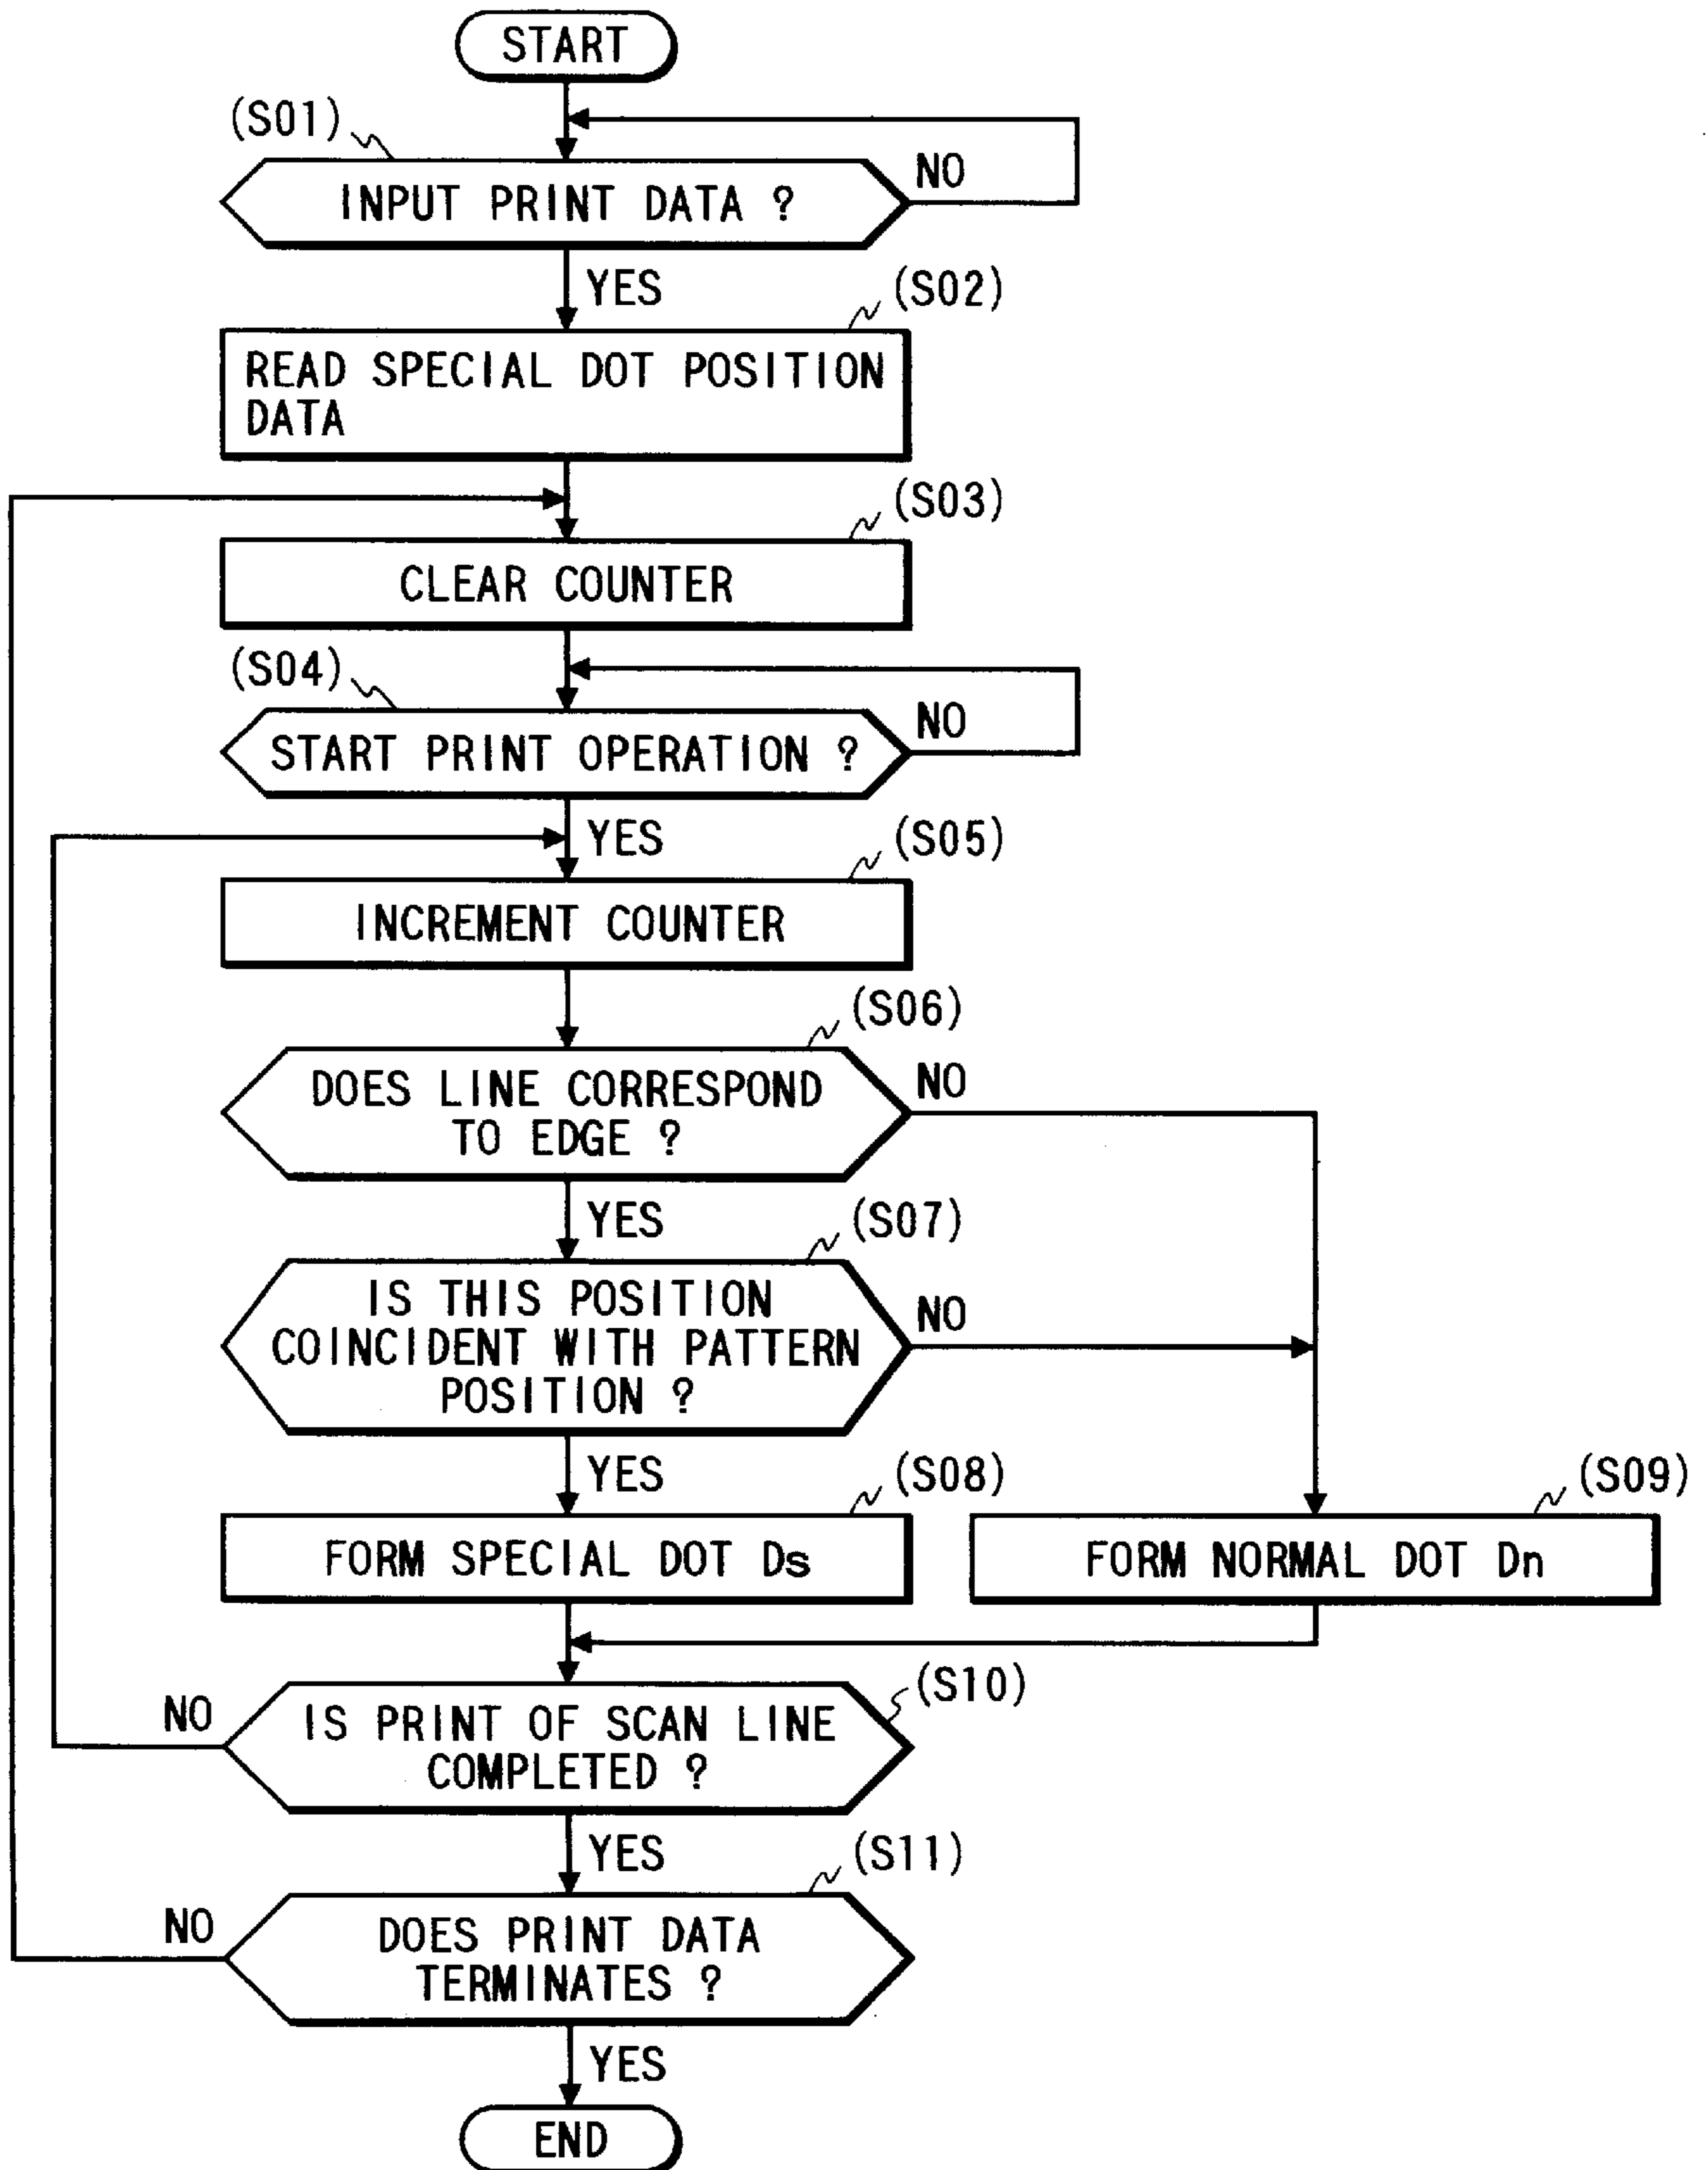 START
(S01)
INPUT PRINT DATA ?
NO
YES
(S02)
READ SPECIAL DOT POSITION
DATA
(S03)
CLEAR COUNTER
(S04)
START PRINT OPERATION ?
NO
YES
(S05)
INCREMENT COUNTER
(S06)
DOES LINE CORRESPOND
TO EDGE ?
NO
YES
(S07)
IS THIS POSITION
COINCIDENT WITH PATTERN
POSITION ?
NO
YES
(S08)
FORM SPECIAL DOT Ds
(S09)
FORM NORMAL DOT Dn
(S10)
IS PRINT OF SCAN LINE
COMPLETED ?
NO
YES
(S11)
DOES PRINT DATA
TERMINATES ?
NO
YES
END